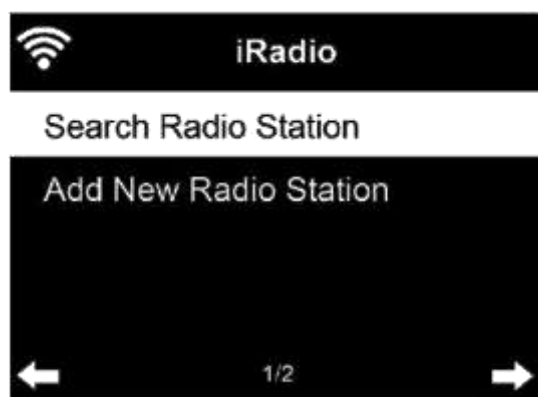 iRadio
Search Radio Station
Add New Radio Station
1/2